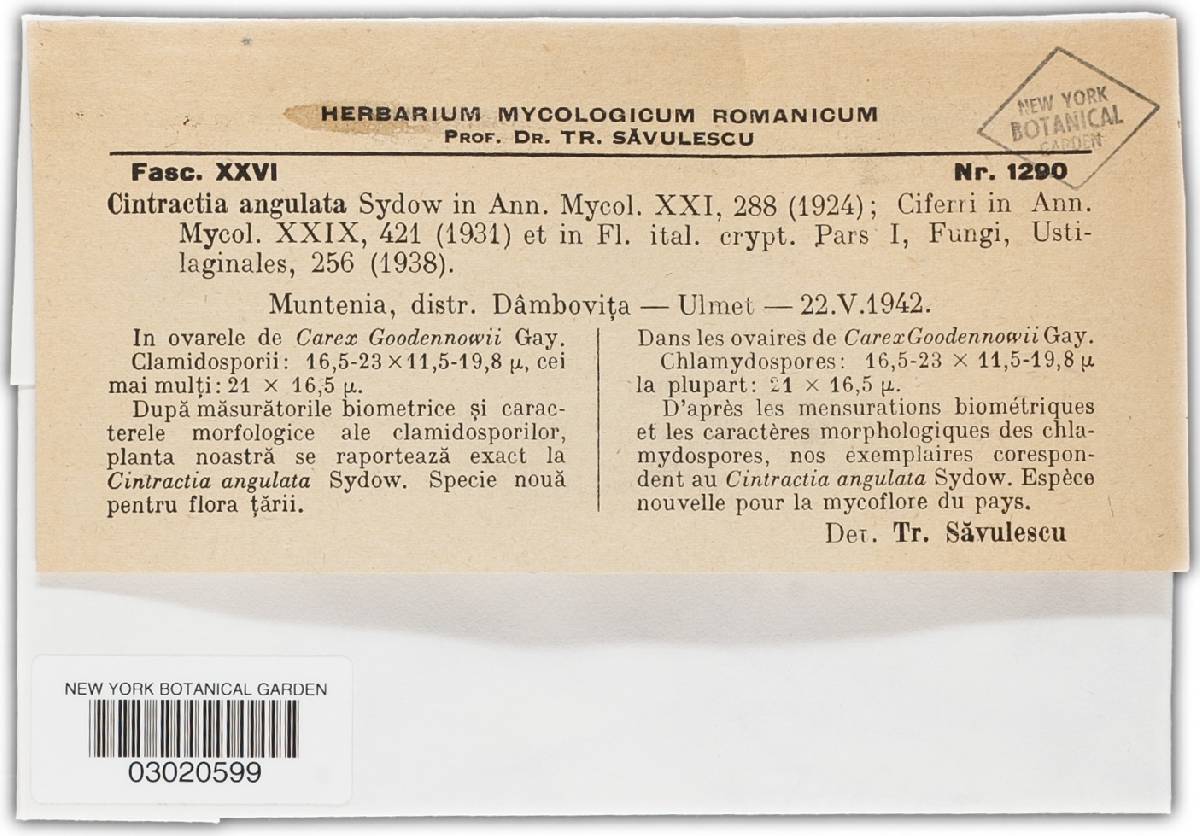 HERBARIUM MYCOLOGICUM ROMANICUM
PROF. DR. TR. SĂVULESCU
NEW YORK
BOTANICAL
GARDEN
Fasc. XXVI
Nr. 1290
Cintractia angulata Sydow in Ann. Mycol. XXI, 288 (1924); Ciferri in Ann.
Mycol. XXIX, 421 (1931) et in Fl. ital. crypt. Pars I, Fungi, Usti-
laginales, 256 (1938).
Muntenia, distr. Dâmbovița — Ulmet — 22.V.1942.
In ovarele de Carex Goodennowii Gay.
Clamidosporii: 16,5-23 × 11,5-19,8 µ, cei
mai mulți: 21 × 16,5 µ.
După măsurătorile biometrice și carac-
terele morfologice ale clamidosporilor,
planta noastră se raportează exact la
Cintractia angulata Sydow. Specie nouă
pentru flora țării.
Dans les ovaires de Carex Goodennowii Gay.
Chlamydospores: 16,5-23 × 11,5-19,8 µ
la plupart: 21 × 16,5 µ.
D'après les mensurations biométriques
et les caractères morphologiques des chla-
mydospores, nos exemplaires corespon-
dent au Cintractia angulata Sydow. Espèce
nouvelle pour la mycoflore du pays.
Det. Tr. Săvulescu
NEW YORK BOTANICAL GARDEN
03020599